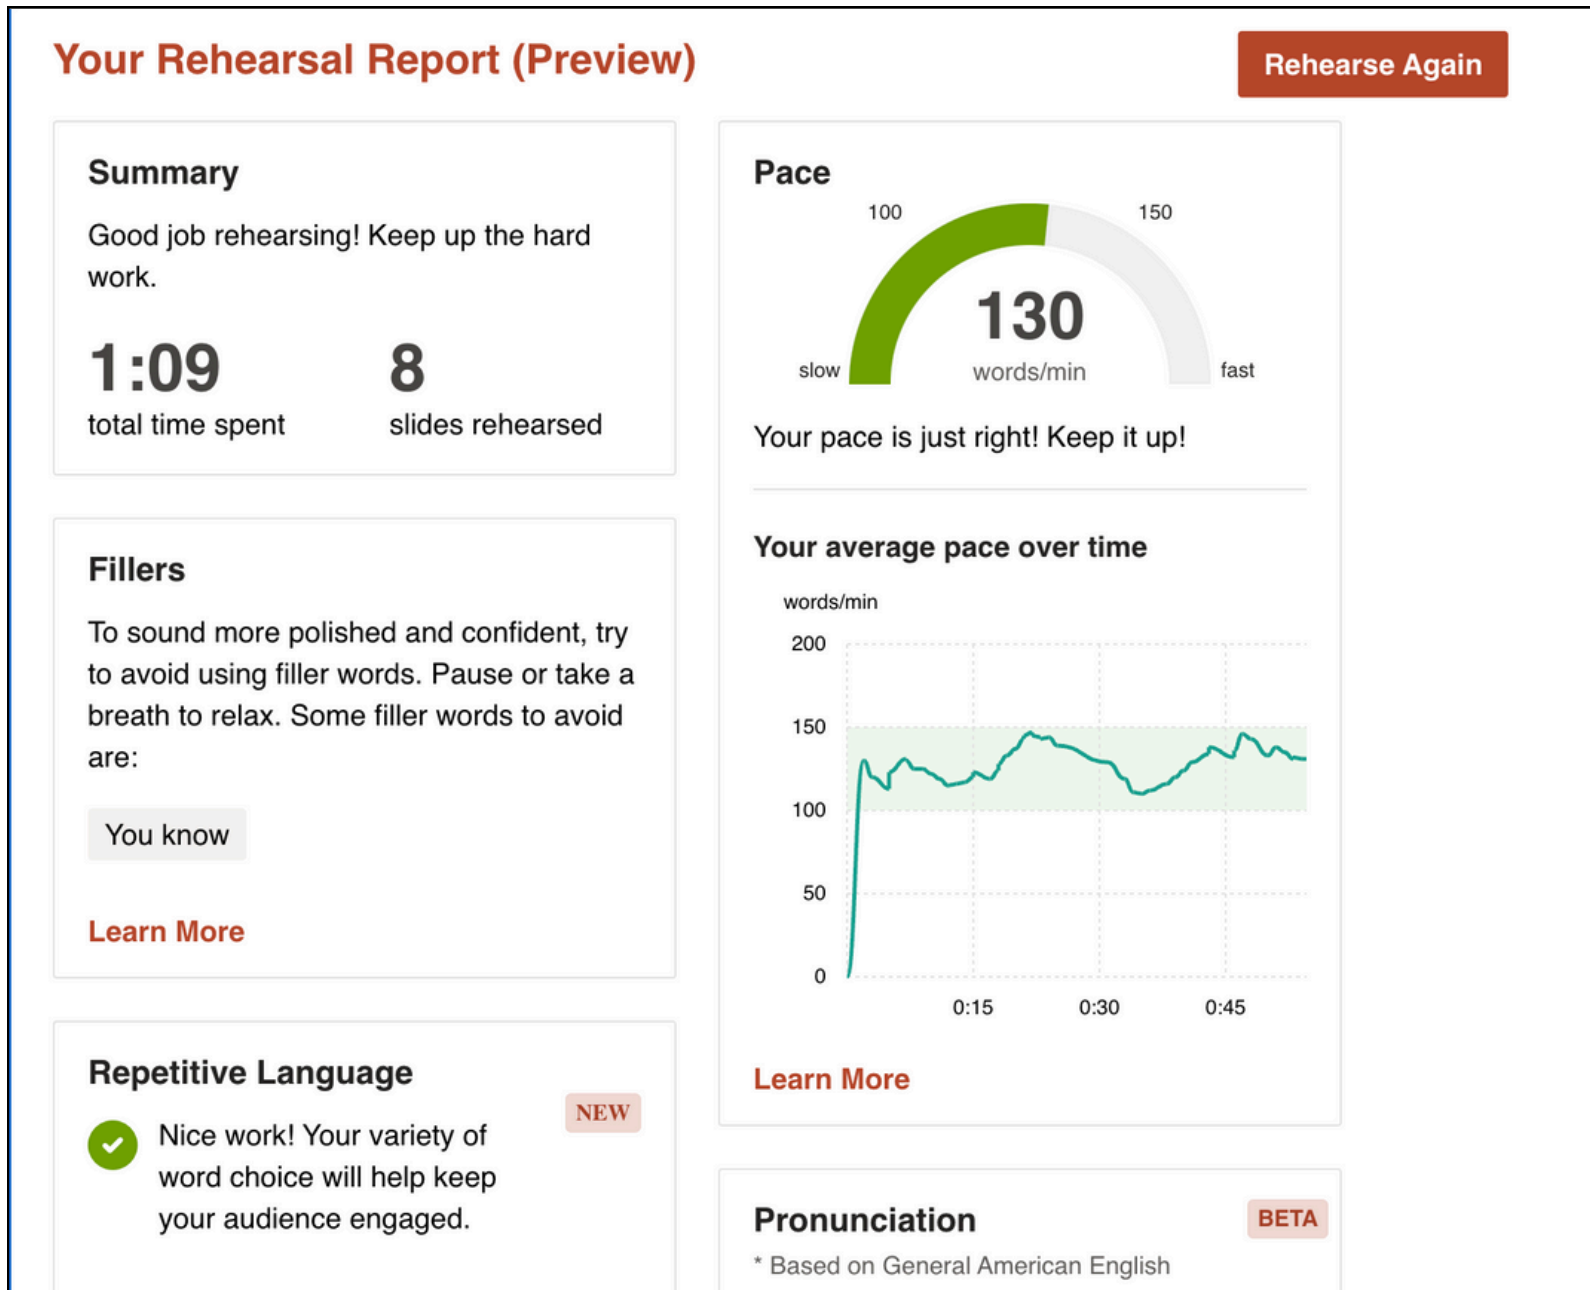 Your Rehearsal Report (Preview)
Rehearse Again
Summary
Good job rehearsing! Keep up the hard
work.
1:09
total time spent
8
slides rehearsed
Fillers
To sound more polished and confident, try
to avoid using filler words. Pause or take a
breath to relax. Some filler words to avoid
are:
You know
Learn More
Repetitive Language
NEW
Nice work! Your variety of
word choice will help keep
your audience engaged.
Pace
100
150
130
words/min
slow
fast
Your pace is just right! Keep it up!
Your average pace over time
words/min
200
150
100
50
0
0:15
0:30
0:45
Learn More
Pronunciation
BETA
* Based on General American English